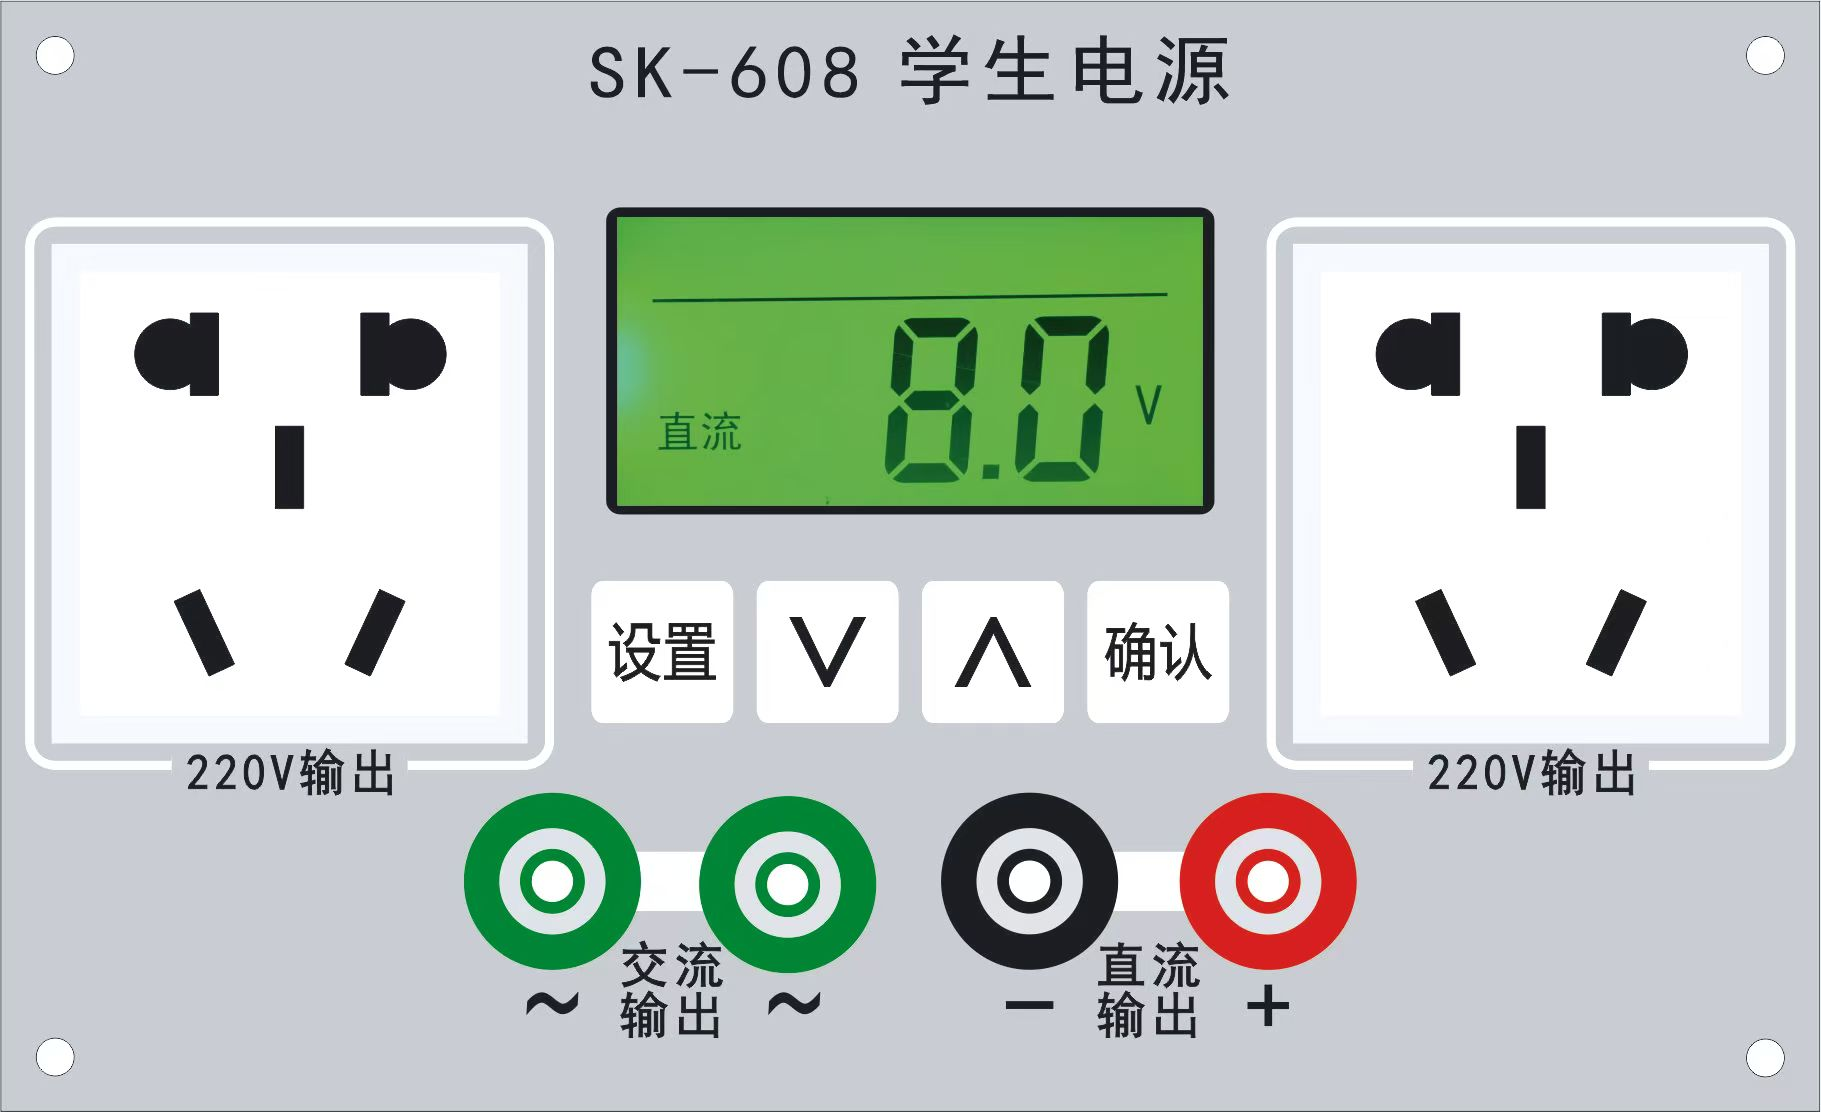 SK-608 学生电源
直流 8.0 V
设置 ∨ ∧ 确认
220V输出
220V输出
交流
输出
~ ~
直流
输出
− +